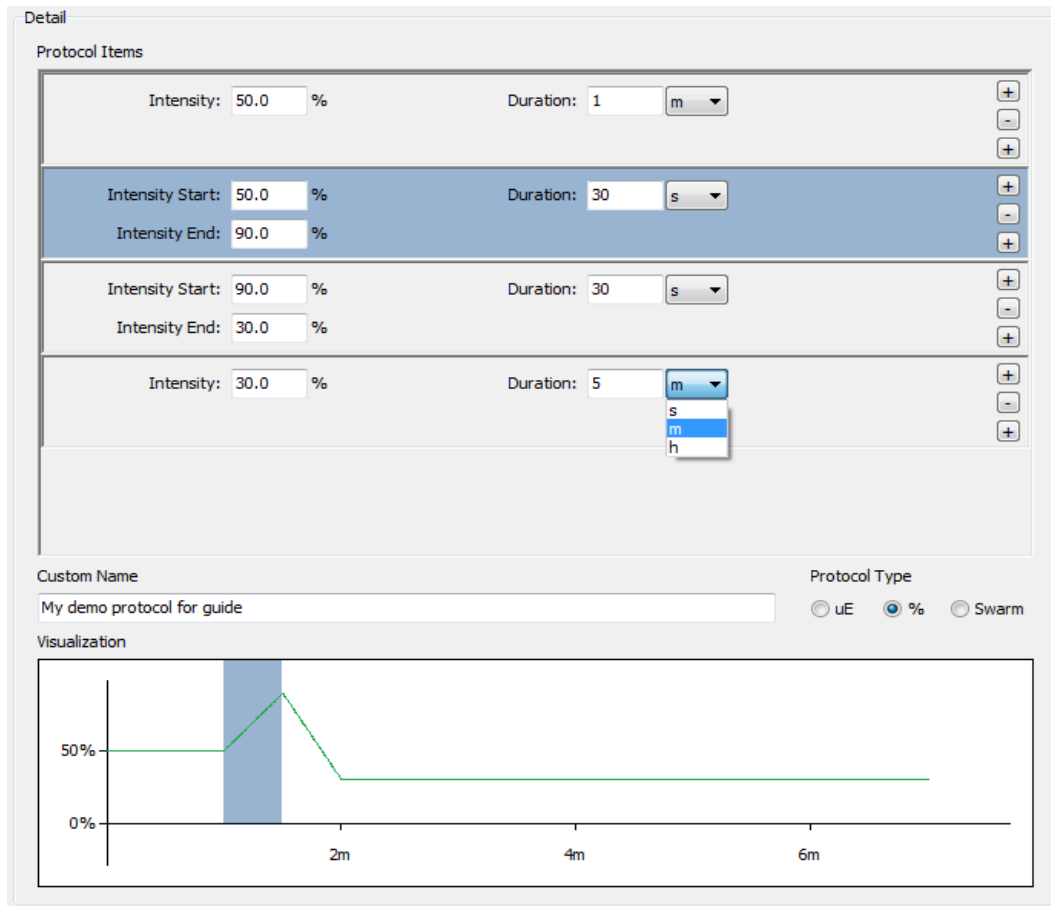 Detail
Protocol Items
Intensity: 50.0 % Duration: 1 m +
-
+
Intensity Start: 50.0 % Duration: 30 s +
-
Intensity End: 90.0 % +
Intensity Start: 90.0 % Duration: 30 s +
-
Intensity End: 30.0 % +
Intensity: 30.0 % Duration: 5 m +
s -
m +
h
Custom Name Protocol Type
My demo protocol for guide uE % Swarm
Visualization
50%
0%
2m 4m 6m